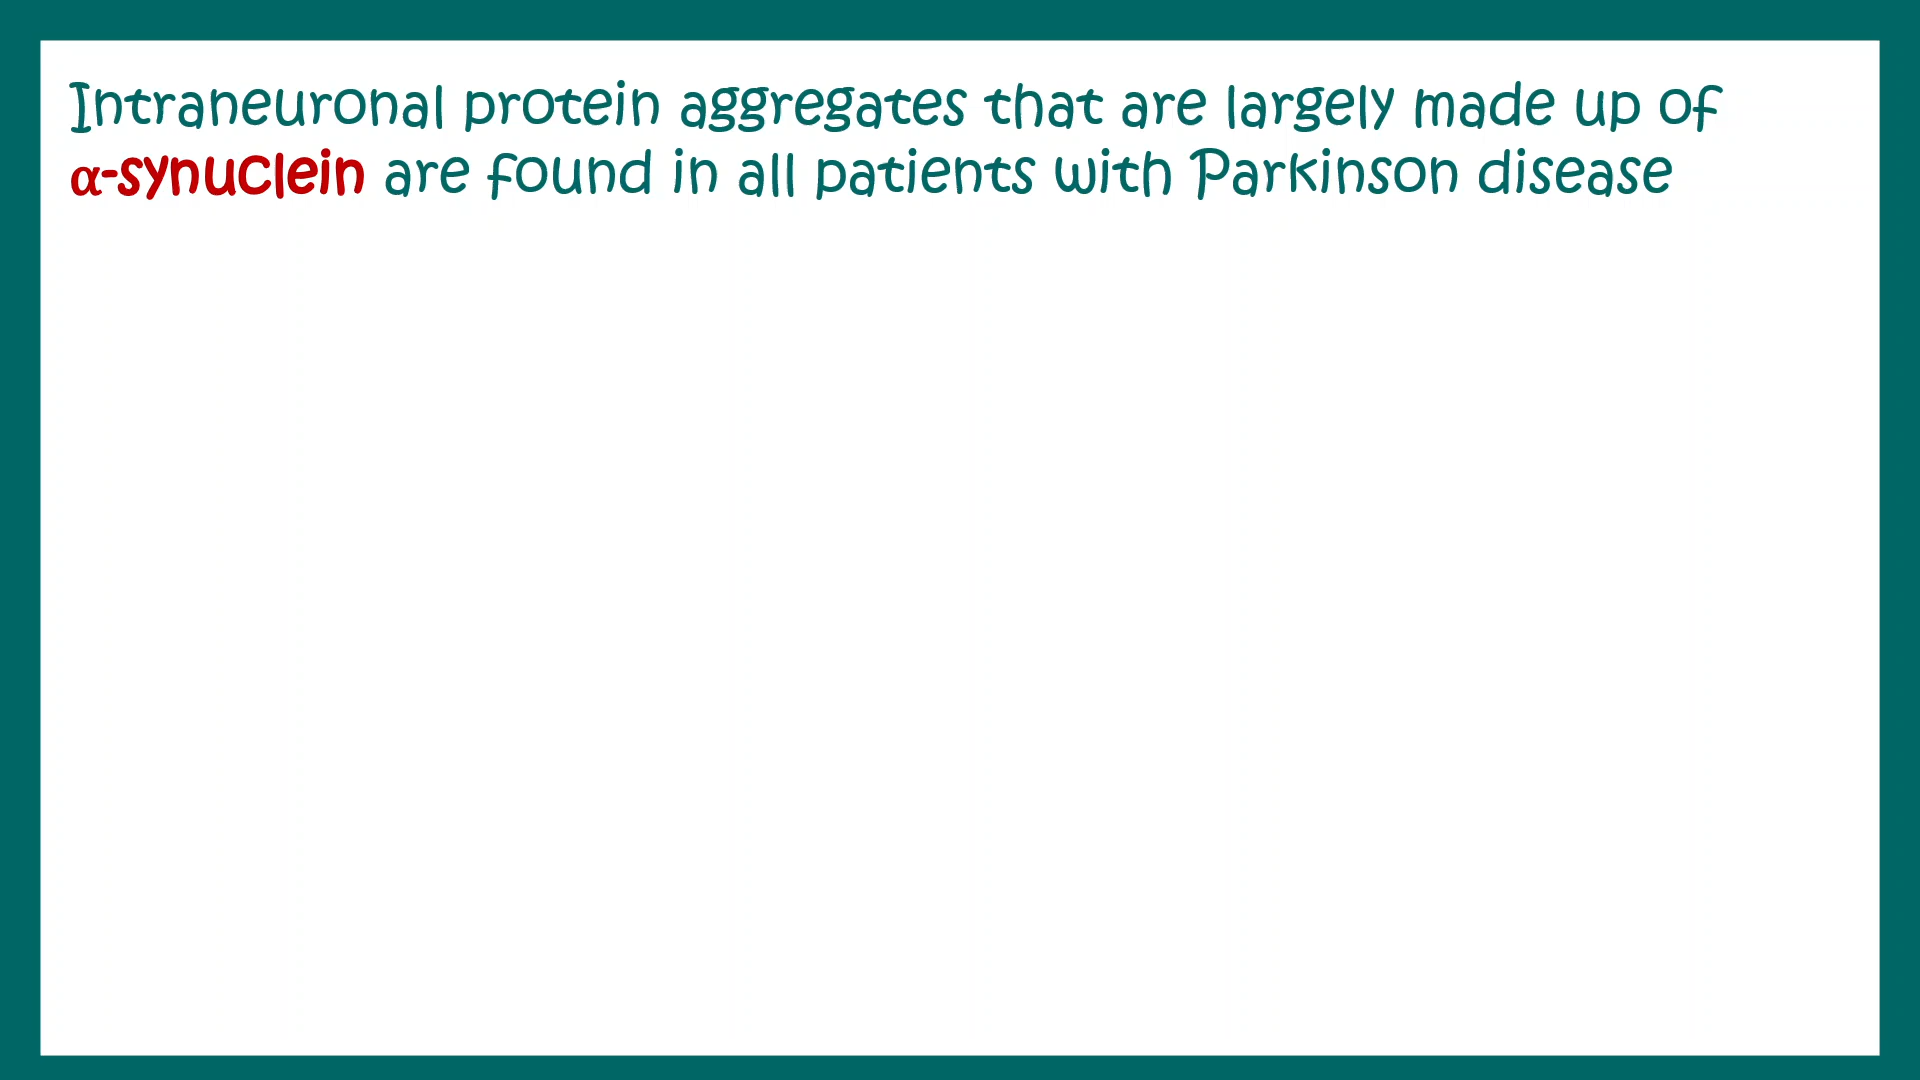 Intraneuronal protein aggregates that are largely made up of
α-synuclein are found in all patients with Parkinson disease